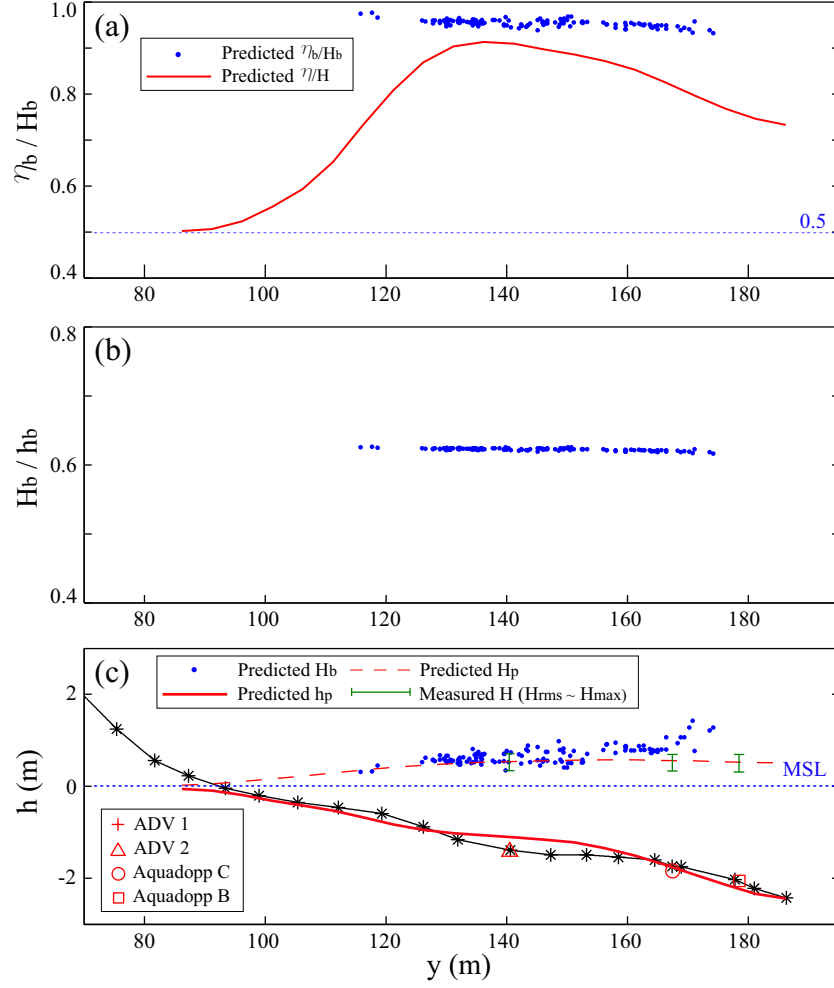 (a)
1.0
0.8
0.6
0.4
ηb / Hb
Predicted ηb/Hb
Predicted η/H
0.5
80 100 120 140 160 180
(b)
0.8
0.6
0.4
Hb / hb
80 100 120 140 160 180
(c)
Predicted Hb
Predicted Hp
Predicted hp
Measured H (Hrms ~ Hmax)
2
0
-2
h (m)
MSL
ADV 1
ADV 2
Aquadopp C
Aquadopp B
80 100 120 140 160 180
y (m)